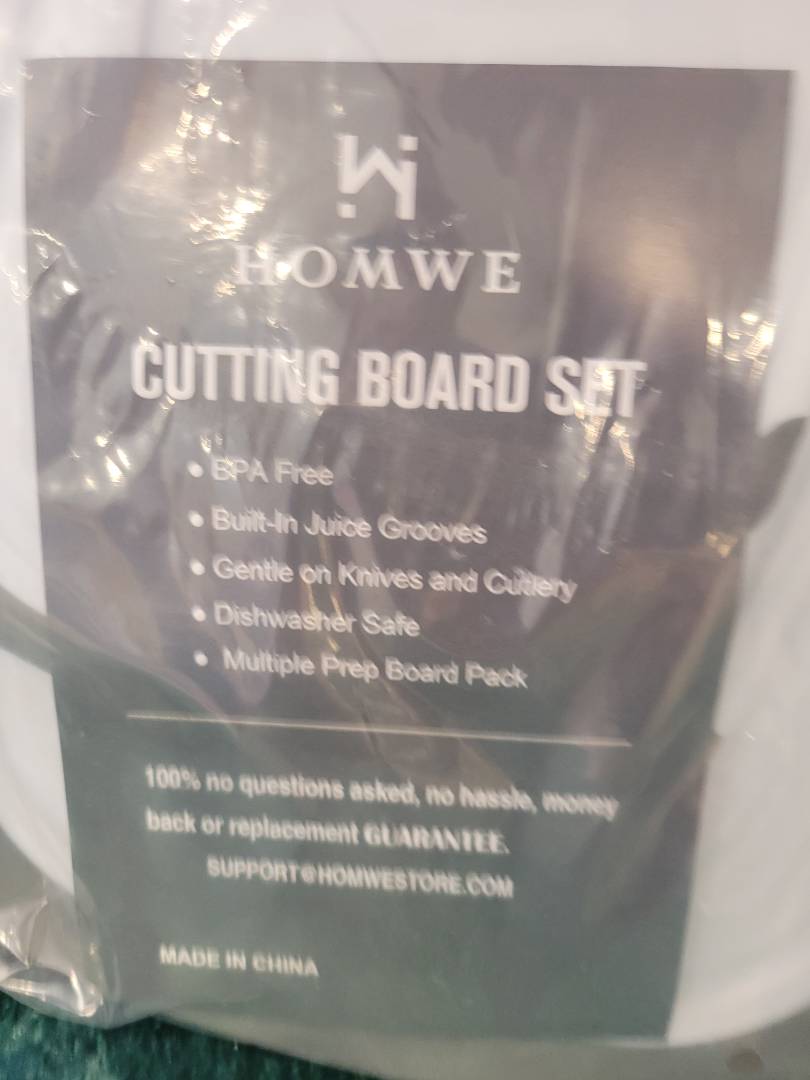 HOMWE
CUTTING BOARD SET
• BPA Free
• Built-In Juice Grooves
• Gentle on Knives and Cutlery
• Dishwasher Safe
• Multiple Prep Board Pack
100% no questions asked, no hassle, money
back or replacement GUARANTEE.
SUPPORT@HOMWESTORE.COM
MADE IN CHINA